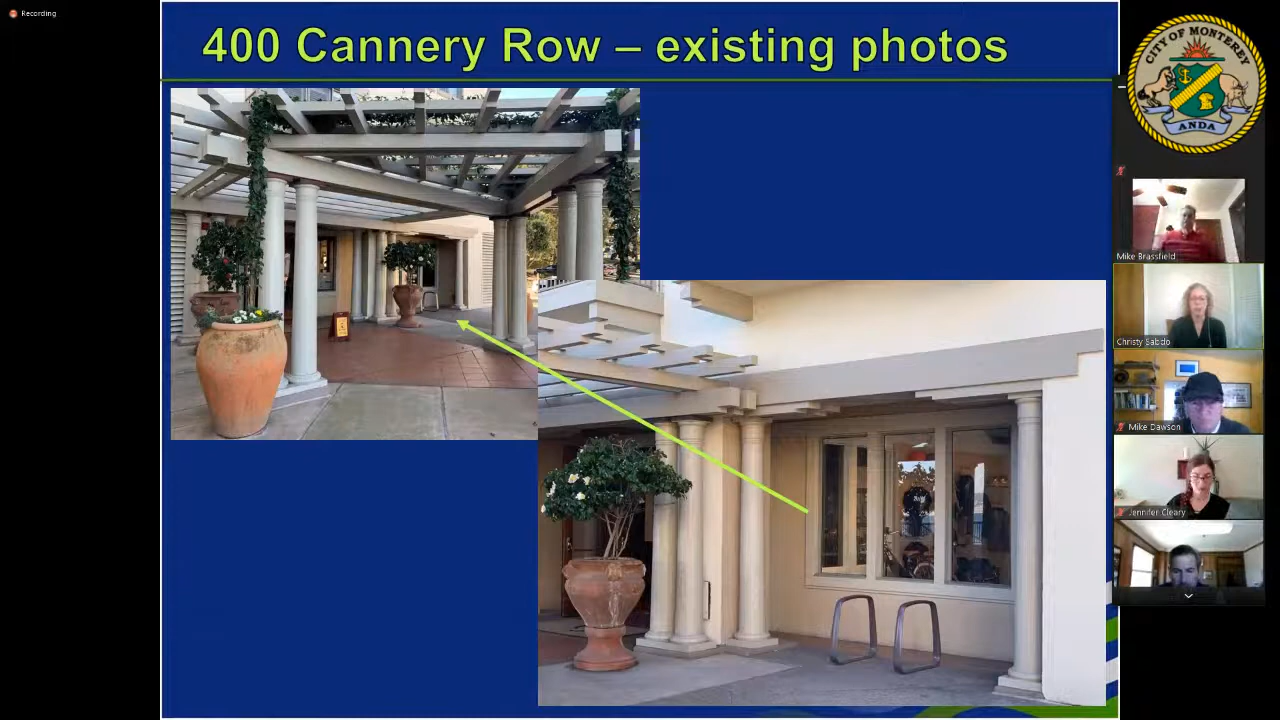 Recording
400 Cannery Row – existing photos
CITY OF MONTEREY
ANDA
Mike Brassfield
Christy Sabdo
Mike Dawson
Jennifer Cleary